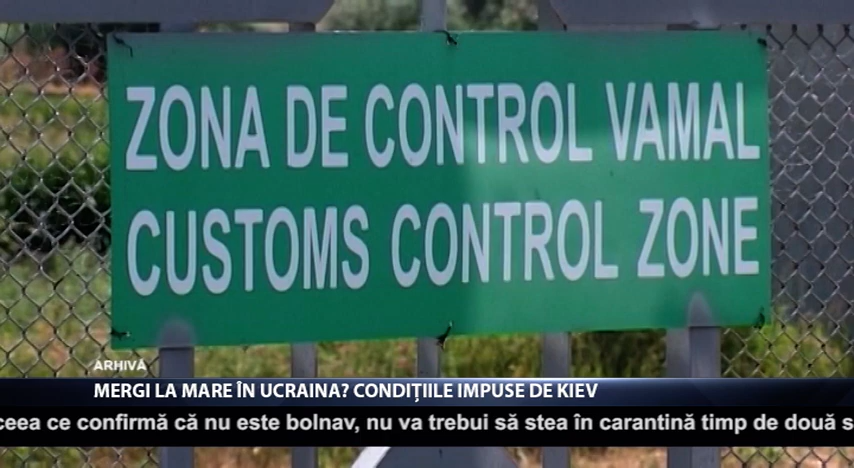 ZONA DE CONTROL VAMAL
CUSTOMS CONTROL ZONE
ARHIVĂ
MERGI LA MARE ÎN UCRAINA? CONDIȚIILE IMPUSE DE KIEV
ceea ce confirmă că nu este bolnav, nu va trebui să stea în carantină timp de două s